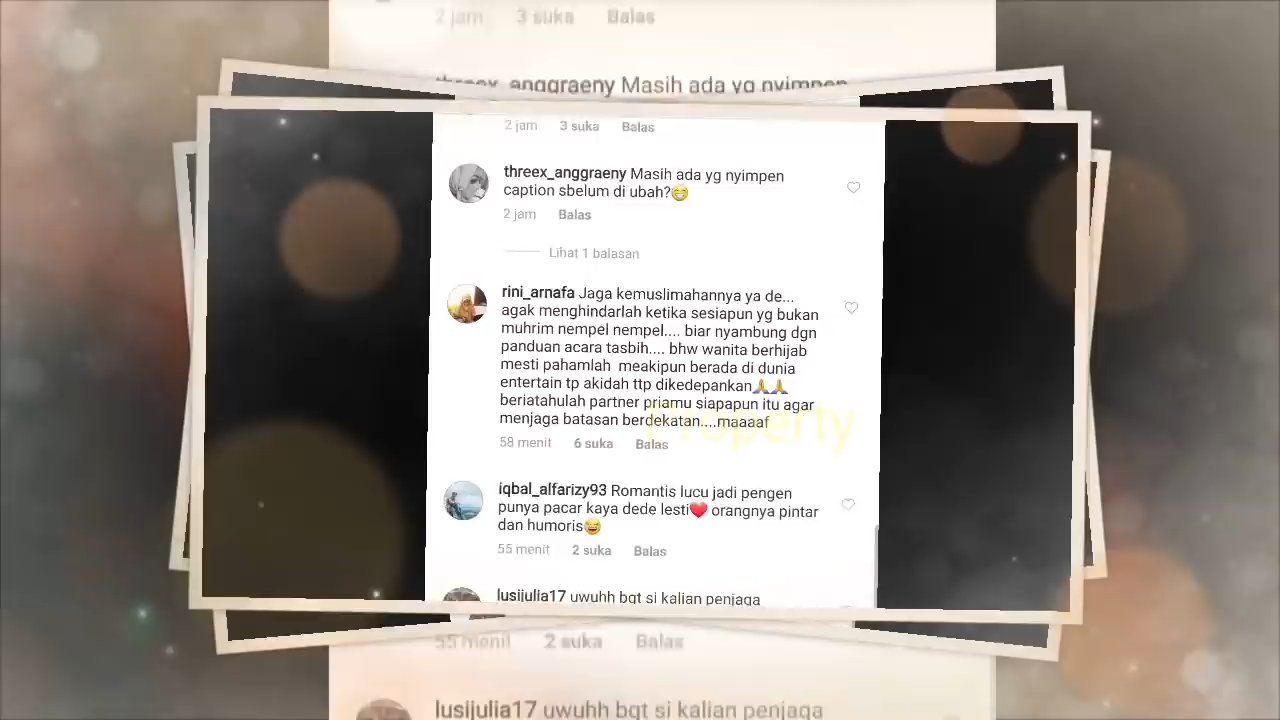 2 jam 3 suka Balas
threex_anggraeny Masih ada yg nyimpen
2 jam 3 suka Balas
threex_anggraeny Masih ada yg nyimpen
caption sbelum di ubah?😁
2 jam Balas
Lihat 1 balasan
rini_arnafa Jaga kemuslimahannya ya de...
agak menghindarlah ketika sesiapun yg bukan
muhrim nempel nempel.... biar nyambung dgn
panduan acara tasbih.... bhw wanita berhijab
mesti pahamlah meakipun berada di dunia
entertain tp akidah ttp dikedepankan🙏🙏
beriatahulah partner priamu siapapun itu agar
menjaga batasan berdekatan....maaaaf
Property
58 menit 6 suka Balas
iqbal_alfarizy93 Romantis lucu jadi pengen
punya pacar kaya dede lesti❤️ orangnya pintar
dan humoris😂
55 menit 2 suka Balas
lusijulia17 uwuhh bgt si kalian penjaga
55 menit 2 suka Balas
lusijulia17 uwuhh bgt si kalian penjaga